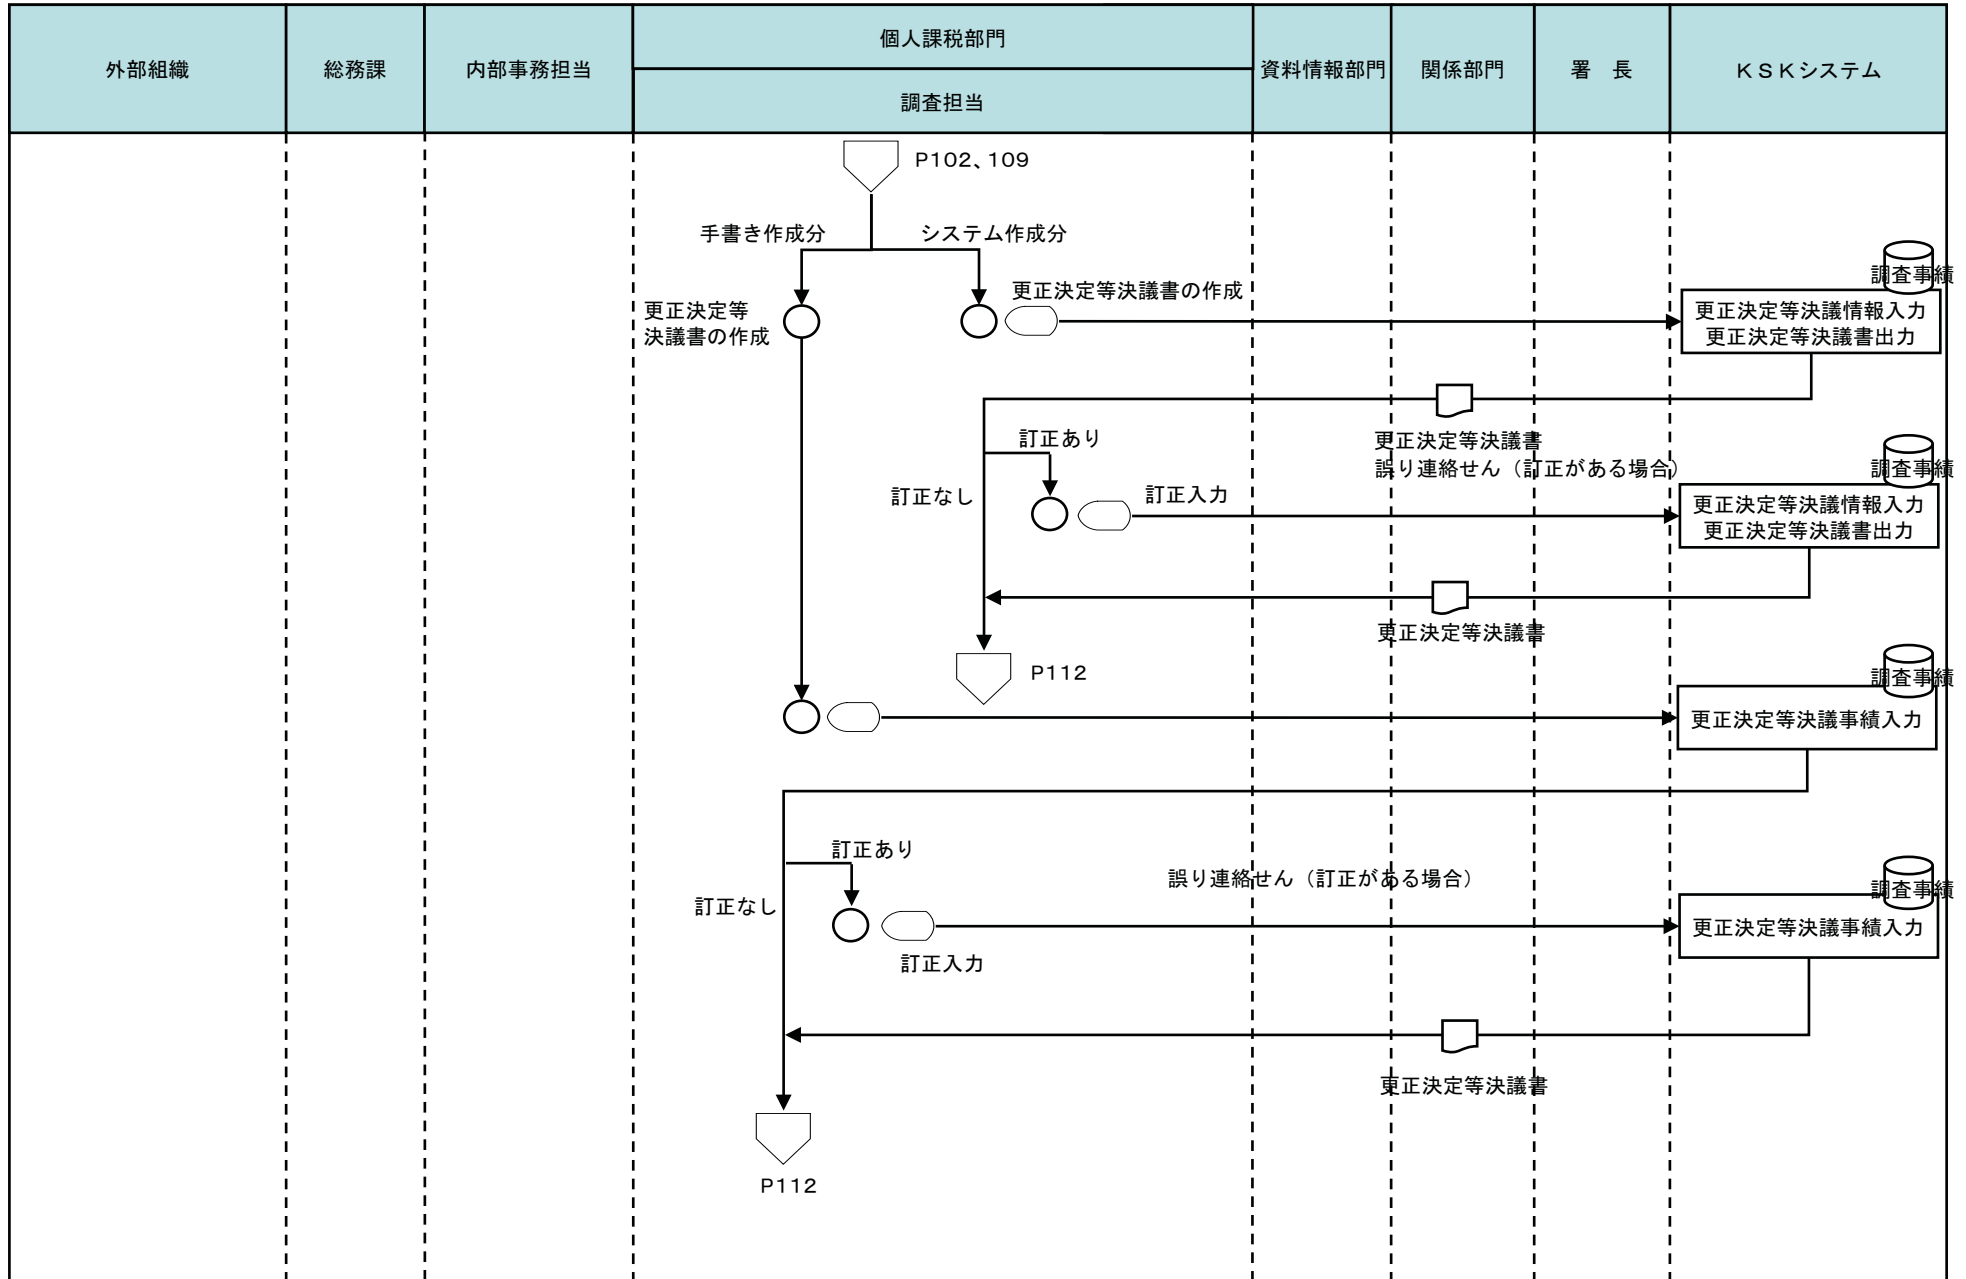 外部組織
総務課
内部事務担当
個人課税部門
調査担当
資料情報部門
関係部門
署　長
ＫＳＫシステム
P102、109
手書き作成分
システム作成分
更正決定等
決議書の作成
更正決定等決議書の作成
調査事績
更正決定等決議情報入力
更正決定等決議書出力
更正決定等決議書
誤り連絡せん（訂正がある場合）
訂正あり
訂正なし
訂正入力
調査事績
更正決定等決議情報入力
更正決定等決議書出力
更正決定等決議書
P112
調査事績
更正決定等決議事績入力
訂正あり
訂正なし
誤り連絡せん（訂正がある場合）
訂正入力
調査事績
更正決定等決議事績入力
更正決定等決議書
P112